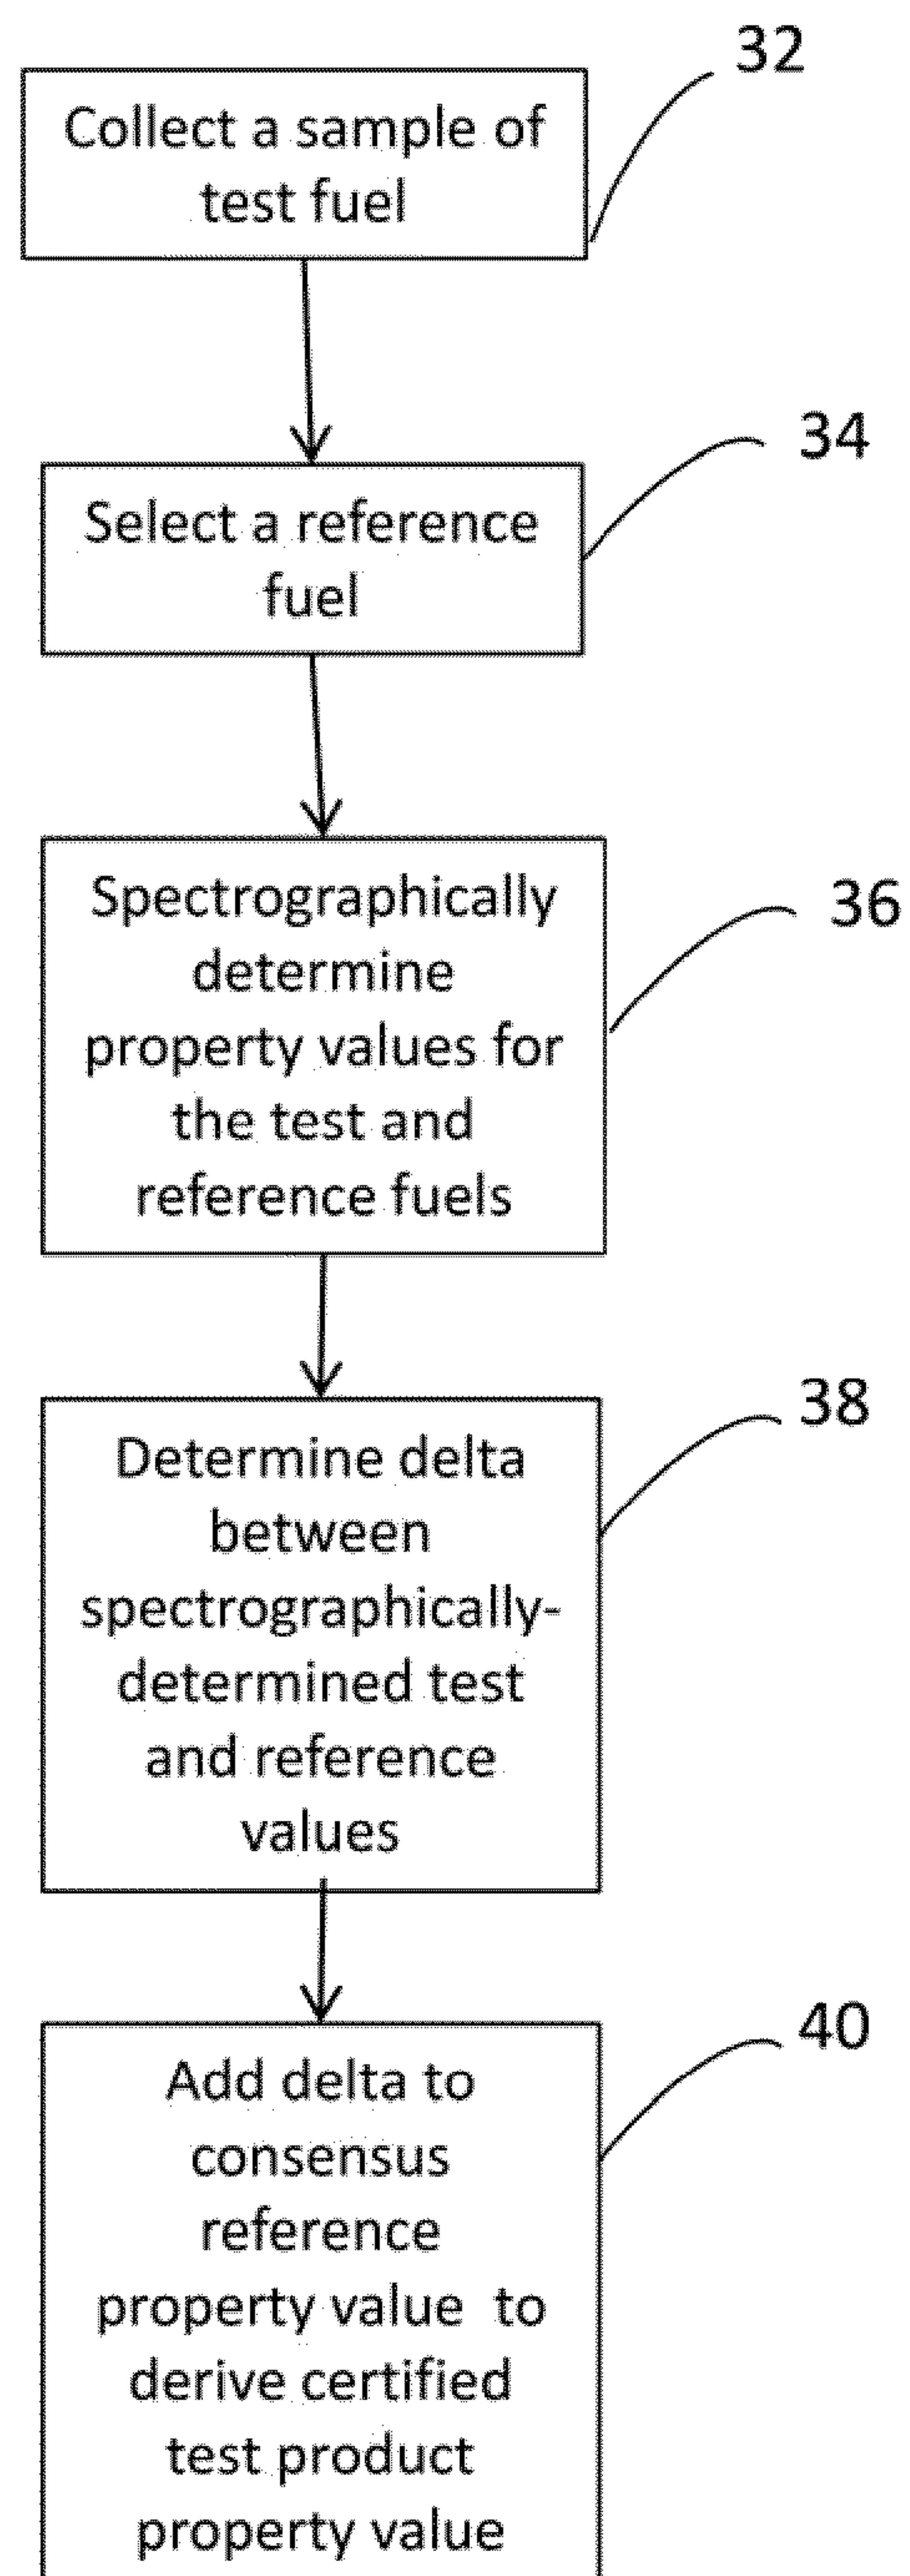 32
Collect a sample of
test fuel
34
Select a reference
fuel
36
Spectrographically
determine
property values for
the test and
reference fuels
38
Determine delta
between
spectrographically-
determined test
and reference
values
40
Add delta to
consensus
reference
property value to
derive certified
test product
property value